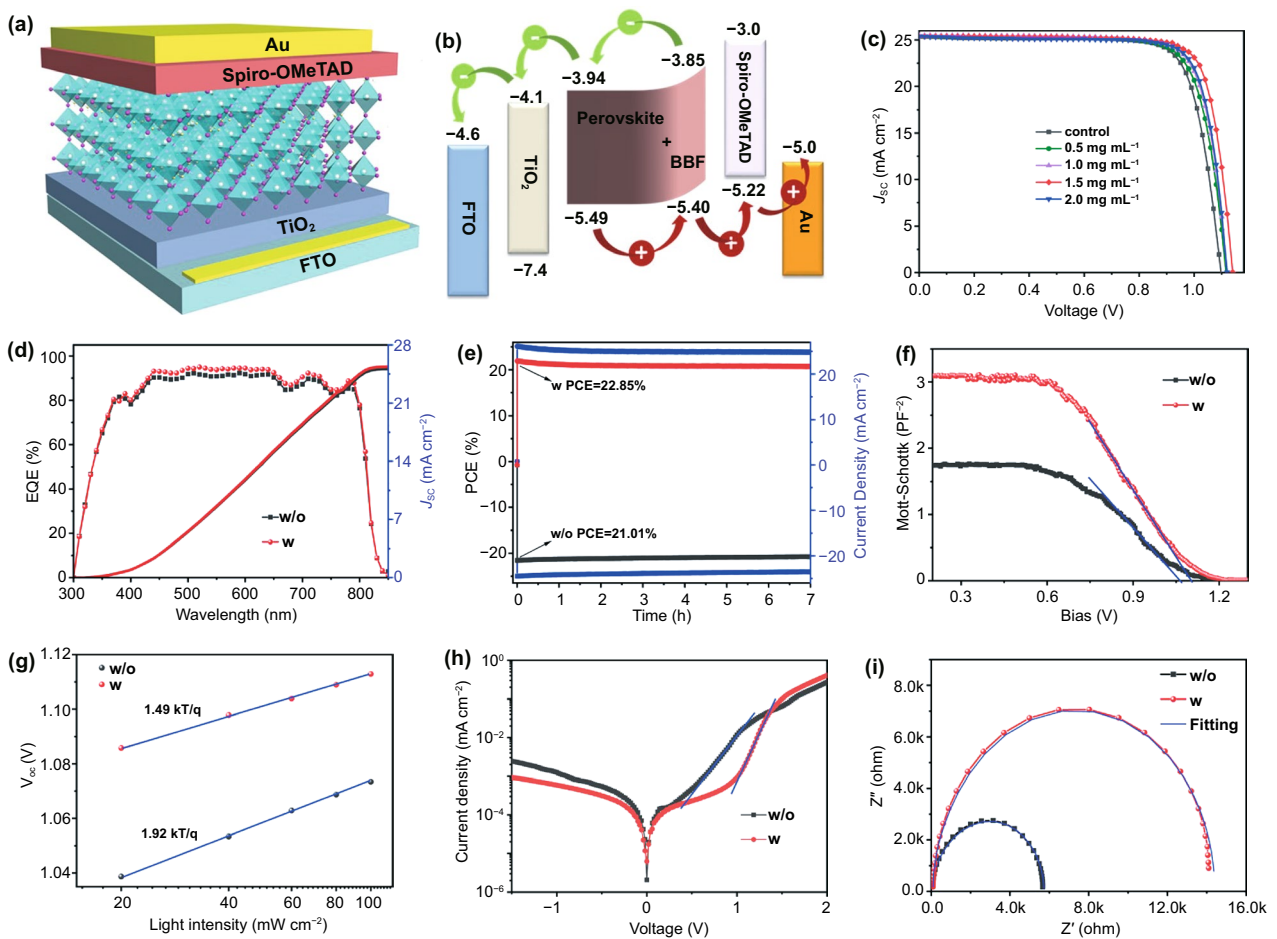 (a)
Au
Spiro-OMeTAD
TiO₂
FTO
(b)
−4.6
−4.1
−3.94
−3.85
−3.0
−5.0
FTO
TiO₂
Perovskite
+
BBF
Spiro-OMeTAD
Au
−7.4
−5.49
−5.40
−5.22
(c)
25
20
15
10
5
0
J_SC (mA cm⁻²)
control
0.5 mg mL⁻¹
1.0 mg mL⁻¹
1.5 mg mL⁻¹
2.0 mg mL⁻¹
0.0 0.2 0.4 0.6 0.8 1.0 1.2
Voltage (V)
(d)
100
80
60
40
20
0
EQE (%)
28
21
14
7
0
J_SC (mA cm⁻²)
w/o
w
300 400 500 600 700 800
Wavelength (nm)
(e)
20
10
0
−10
−20
PCE (%)
w PCE=22.85%
w/o PCE=21.01%
20
10
0
−10
−20
Current Density (mA cm⁻²)
0 1 2 3 4 5 6 7
Time (h)
(f)
3
2
1
0
Mott-Schottk (PF⁻²)
w/o
w
0.3 0.6 0.9 1.2
Bias (V)
(g)
1.12
1.10
1.08
1.06
1.04
V_oc (V)
w/o
w
1.49 kT/q
1.92 kT/q
20 40 60 80 100
Light intensity (mW cm⁻²)
(h)
10⁰
10⁻²
10⁻⁴
10⁻⁶
Current density (mA cm⁻²)
w/o
w
−1 0 1 2
Voltage (V)
(i)
8.0k
6.0k
4.0k
2.0k
0.0
Z″ (ohm)
w/o
w
Fitting
0.0 4.0k 8.0k 12.0k 16.0k
Z′ (ohm)